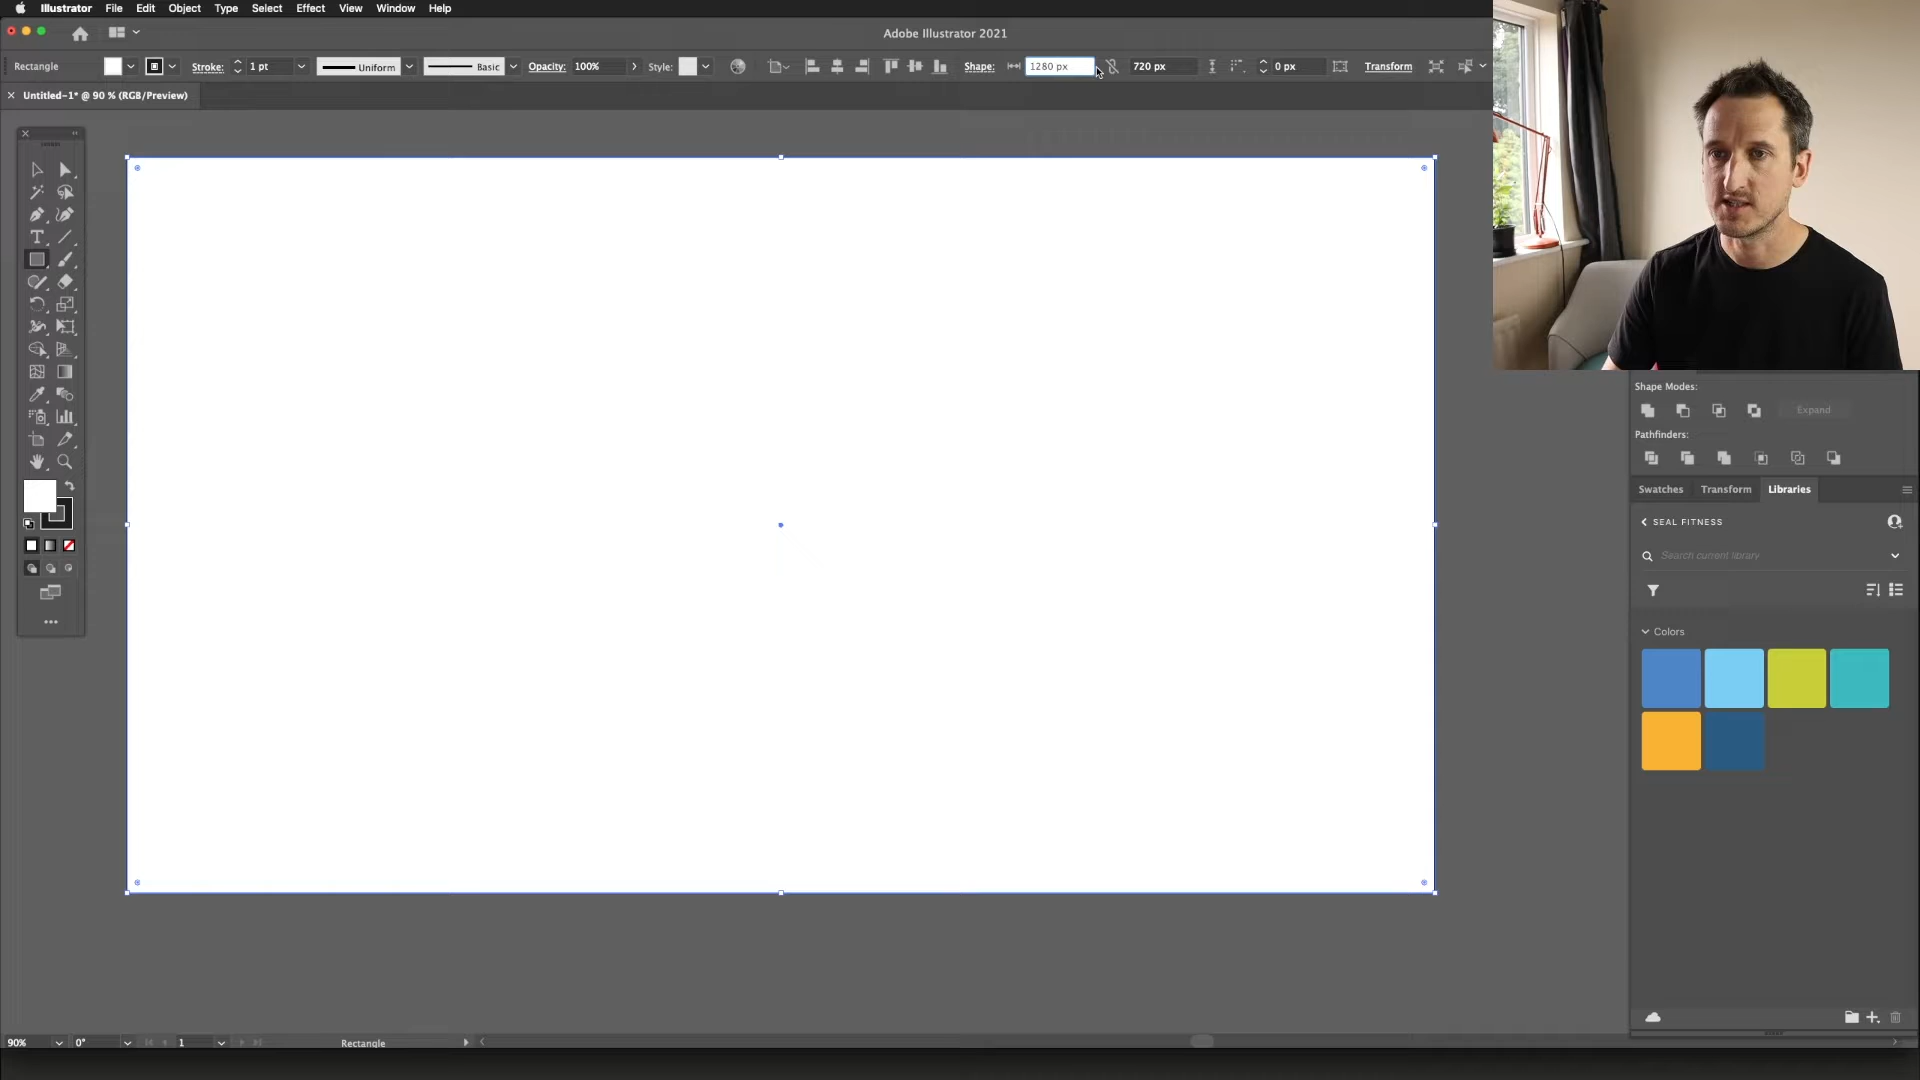 Illustrator File Edit Object Type Select Effect View Window Help
Adobe Illustrator 2021
Rectangle Stroke: 1 pt Uniform Basic Opacity: 100% Style: Shape: 1280 px 720 px 0 px Transform
Untitled-1* @ 90 % (RGB/Preview)
Shape Modes:
Expand
Pathfinders:
Swatches Transform Libraries
SEAL FITNESS
Search current library
Colors
90% 0° 1 Rectangle